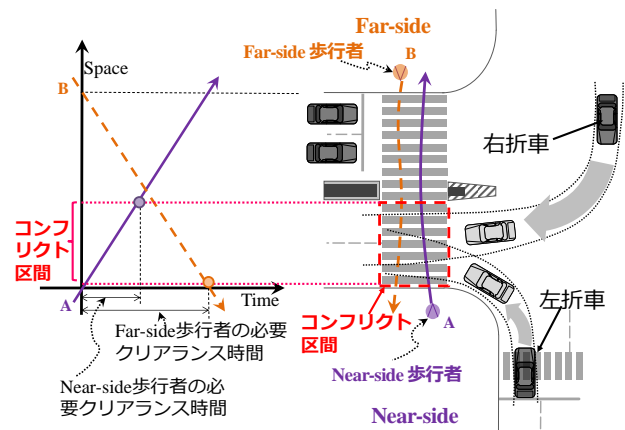 Far-side
B
Far-side 歩行者
Space
B
右折車
コンフ
リクト
区間
A
Time
Far-side歩行者の必要
クリアランス時間
Near-side歩行者の必
要クリアランス時間
コンフリクト
区間
A
左折車
Near-side 歩行者
Near-side